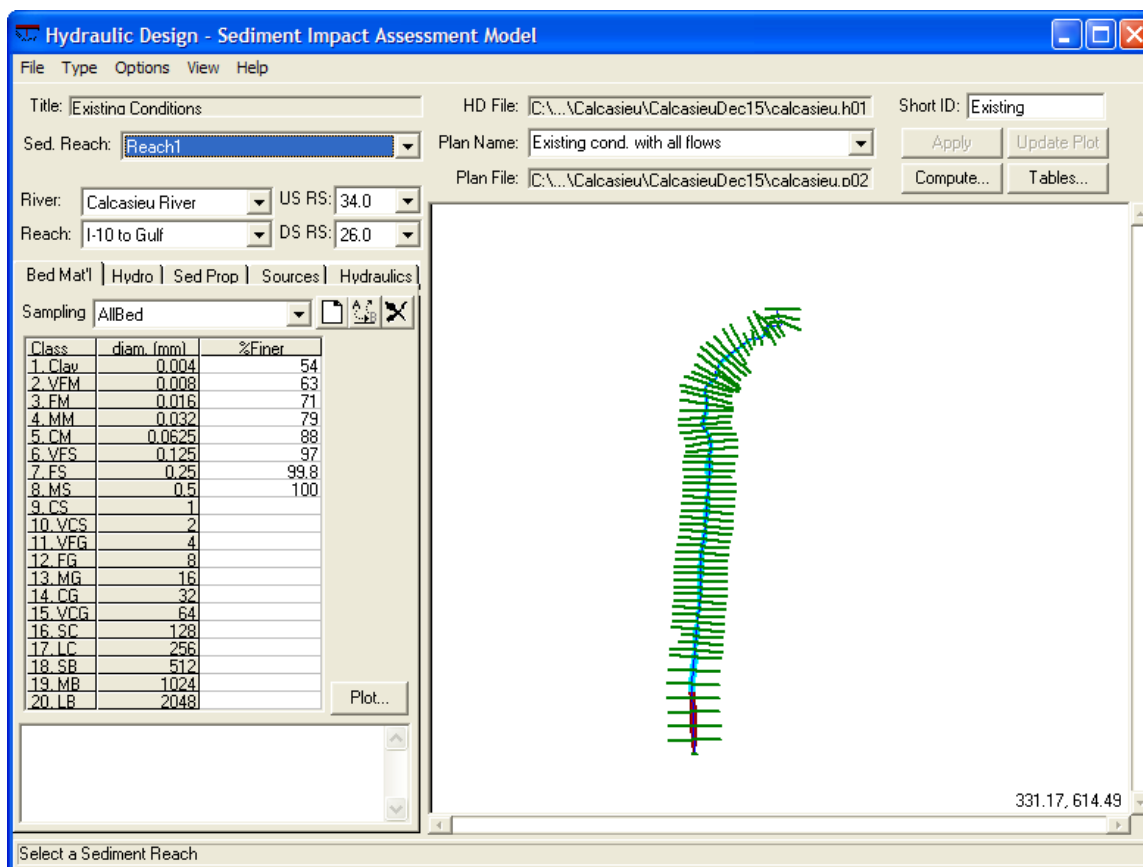 Hydraulic Design - Sediment Impact Assessment Model
File Type Options View Help
Title: Existing Conditions HD File: C:\...\Calcasieu\CalcasieuDec15\calcasieu.h01 Short ID: Existing
Sed. Reach: Reach1 Plan Name: Existing cond. with all flows Apply Update Plot
Plan File: C:\...\Calcasieu\CalcasieuDec15\calcasieu.p02 Compute... Tables...
River: Calcasieu River US RS: 34.0
Reach: I-10 to Gulf DS RS: 26.0
Bed Mat'l Hydro Sed Prop Sources Hydraulics
Sampling AllBed
Class diam. (mm) %Finer
1. Clay 0.004 54
2. VFM 0.008 63
3. FM 0.016 71
4. MM 0.032 79
5. CM 0.0625 88
6. VFS 0.125 97
7. FS 0.25 99.8
8. MS 0.5 100
9. CS 1
10. VCS 2
11. VFG 4
12. FG 8
13. MG 16
14. CG 32
15. VCG 64
16. SC 128
17. LC 256
18. SB 512
19. MB 1024
20. LB 2048
Plot...
331.17, 614.49
Select a Sediment Reach